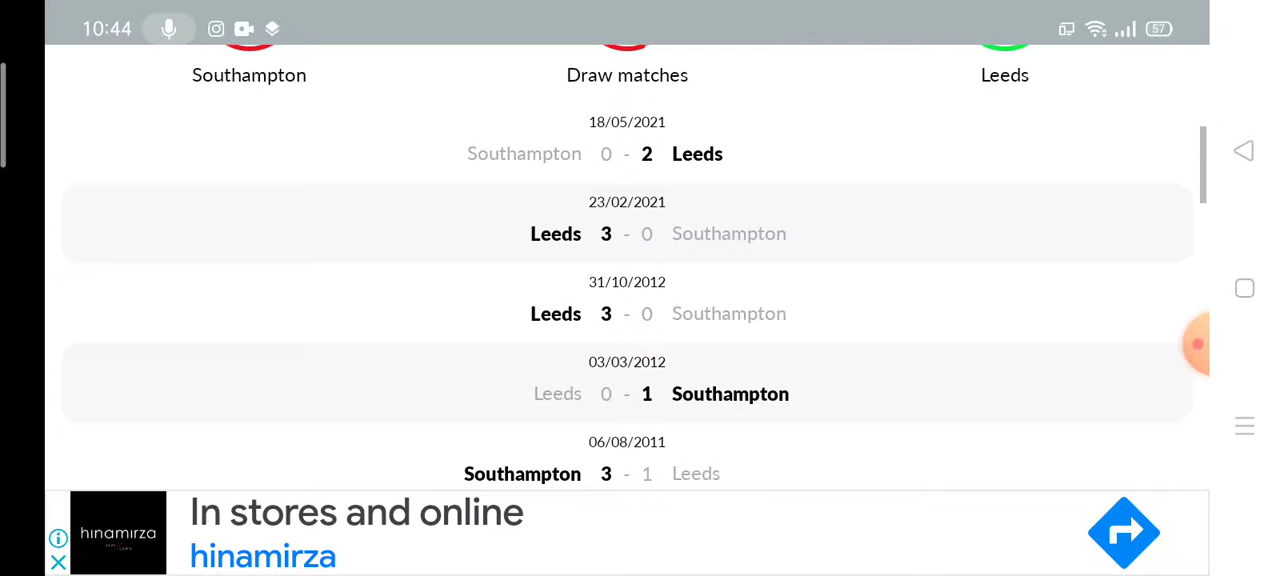 10:44
57
Southampton Draw matches Leeds
18/05/2021
Southampton 0 - 2 Leeds
23/02/2021
Leeds 3 - 0 Southampton
31/10/2012
Leeds 3 - 0 Southampton
03/03/2012
Leeds 0 - 1 Southampton
06/08/2011
Southampton 3 - 1 Leeds
In stores and online
hinamirza
hinamirza